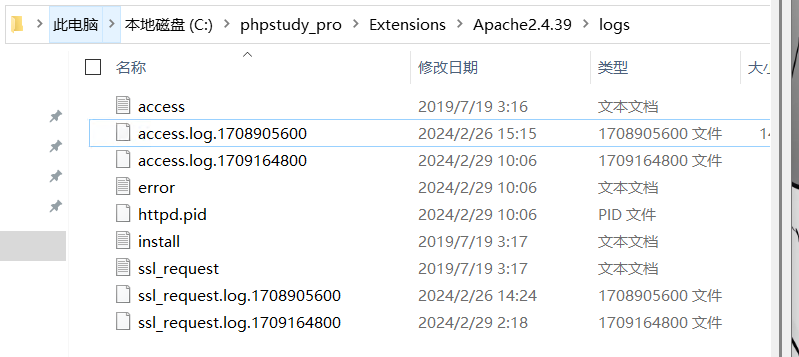 此电脑 > 本地磁盘 (C:) > phpstudy_pro > Extensions > Apache2.4.39 > logs
名称 修改日期 类型 大小
access 2019/7/19 3:16 文本文档
access.log.1708905600 2024/2/26 15:15 1708905600 文件 14
access.log.1709164800 2024/2/29 10:06 1709164800 文件
error 2024/2/29 10:06 文本文档
httpd.pid 2024/2/29 10:06 PID 文件
install 2019/7/19 3:17 文本文档
ssl_request 2019/7/19 3:17 文本文档
ssl_request.log.1708905600 2024/2/26 14:24 1708905600 文件
ssl_request.log.1709164800 2024/2/29 2:18 1709164800 文件